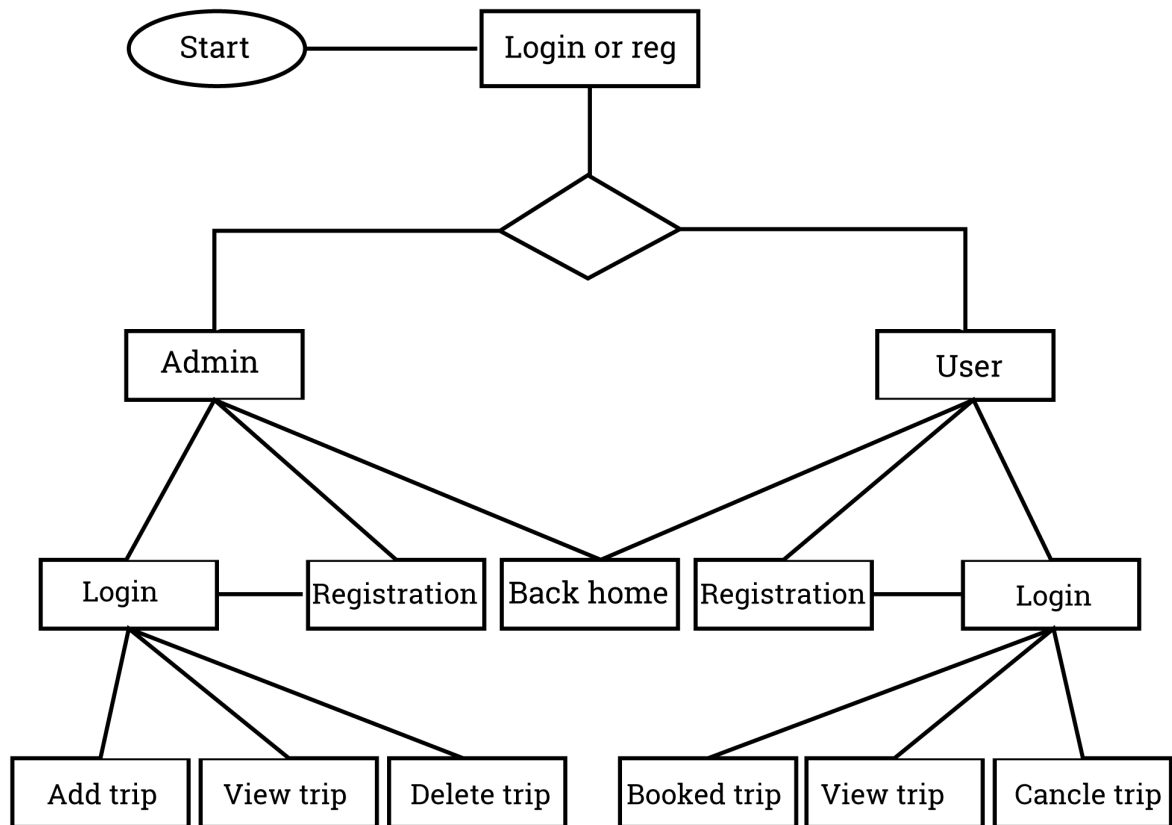 Start
Login or reg
Admin
User
Login
Registration
Back home
Registration
Login
Add trip
View trip
Delete trip
Booked trip
View trip
Cancle trip